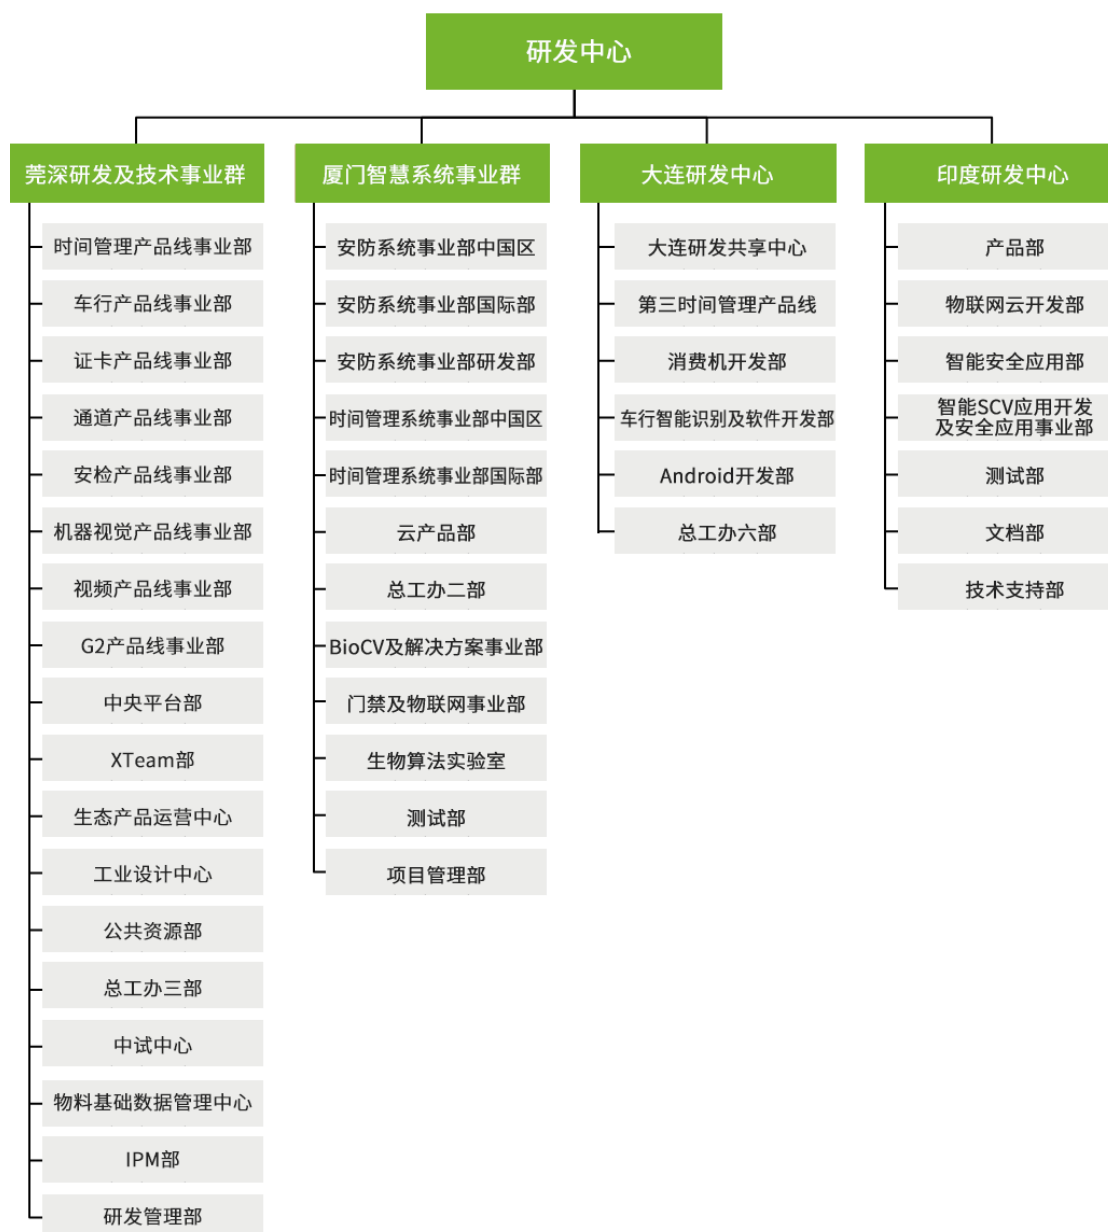 研发中心
莞深研发及技术事业群
时间管理产品线事业部
车行产品线事业部
证卡产品线事业部
通道产品线事业部
安检产品线事业部
机器视觉产品线事业部
视频产品线事业部
G2产品线事业部
中央平台部
XTeam部
生态产品运营中心
工业设计中心
公共资源部
总工办三部
中试中心
物料基础数据管理中心
IPM部
研发管理部
厦门智慧系统事业群
安防系统事业部中国区
安防系统事业部国际部
安防系统事业部研发部
时间管理系统事业部中国区
时间管理系统事业部国际部
云产品部
总工办二部
BioCV及解决方案事业部
门禁及物联网事业部
生物算法实验室
测试部
项目管理部
大连研发中心
大连研发共享中心
第三时间管理产品线
消费机开发部
车行智能识别及软件开发部
Android开发部
总工办六部
印度研发中心
产品部
物联网云开发部
智能安全应用部
智能SCV应用开发
及安全应用事业部
测试部
文档部
技术支持部